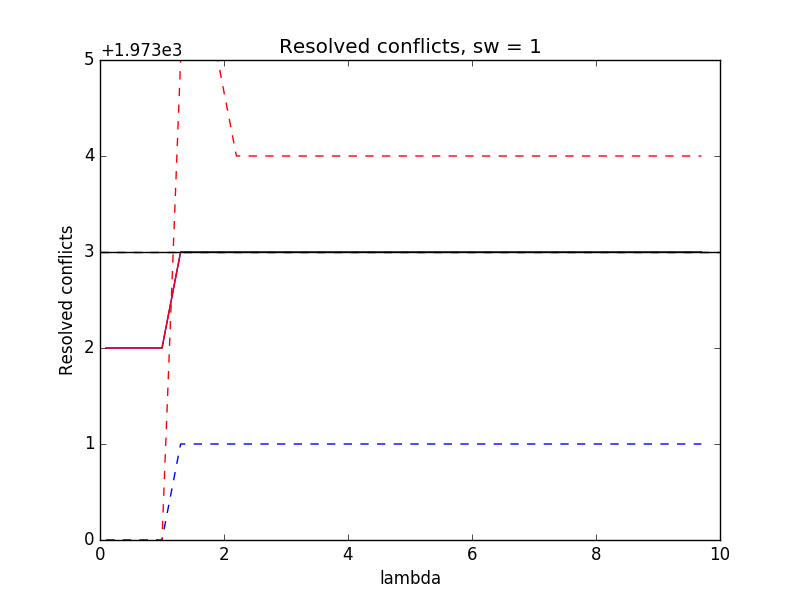 Resolved conflicts, sw = 1
+1.973e3
5
4
3
2
1
0
Resolved conflicts
0 2 4 6 8 10
lambda